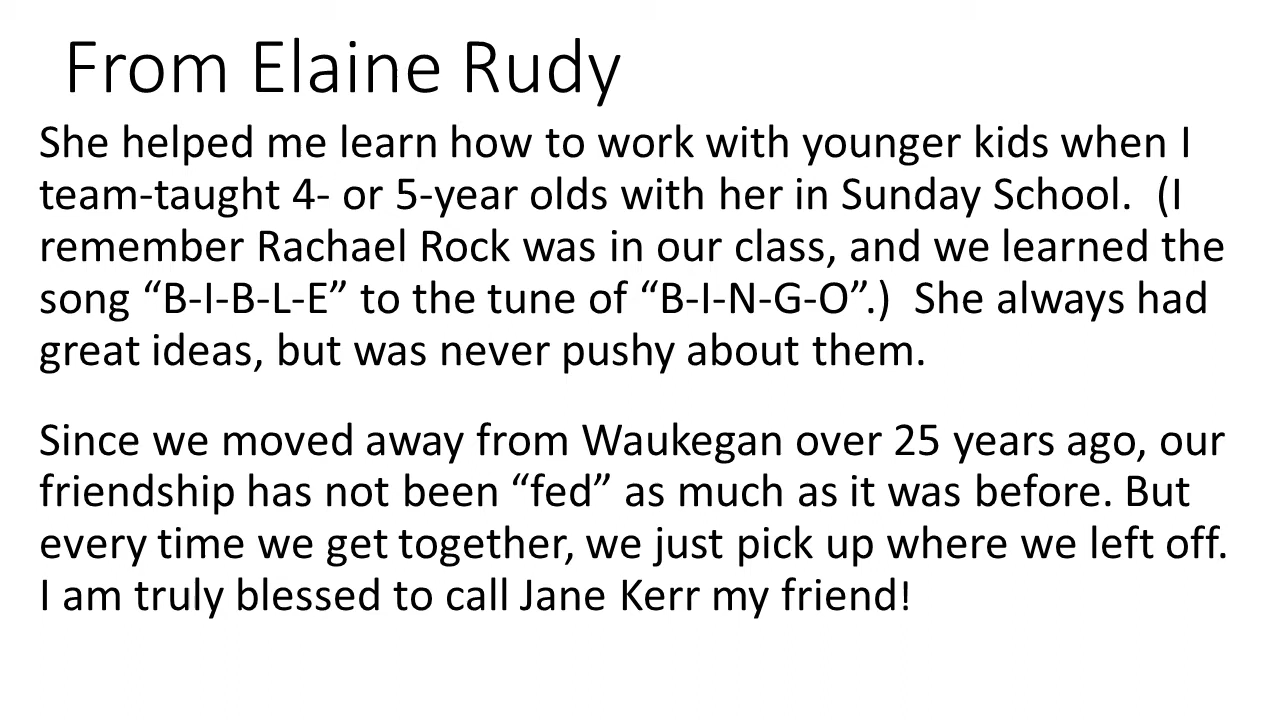 From Elaine Rudy
She helped me learn how to work with younger kids when I
team-taught 4- or 5-year olds with her in Sunday School.  (I
remember Rachael Rock was in our class, and we learned the
song “B-I-B-L-E” to the tune of “B-I-N-G-O”.)  She always had
great ideas, but was never pushy about them.
Since we moved away from Waukegan over 25 years ago, our
friendship has not been “fed” as much as it was before. But
every time we get together, we just pick up where we left off.
I am truly blessed to call Jane Kerr my friend!